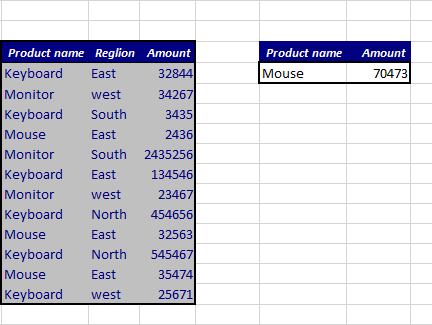 Product name Reglion Amount Product name Amount
Keyboard East 32844 Mouse 70473
Monitor west 34267
Keyboard South 3435
Mouse East 2436
Monitor South 2435256
Keyboard East 134546
Monitor west 23467
Keyboard North 454656
Mouse East 32563
Keyboard North 545467
Mouse East 35474
Keyboard west 25671